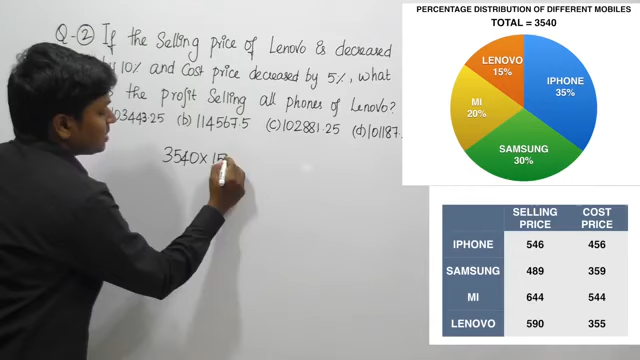 PERCENTAGE DISTRIBUTION OF DIFFERENT MOBILES
TOTAL = 3540
LENOVO
15%
IPHONE
35%
MI
20%
SAMSUNG
30%
Q-② If the Selling price of Lenovo is decreased
by 10% and Cost price decreased by 5%, what
the Profit Selling all phones of Lenovo?
103443.25 (b) 114567.5 (C) 102881.25 (d) 101187.
3540 × 15
SELLING PRICE COST PRICE
IPHONE 546 456
SAMSUNG 489 359
MI 644 544
LENOVO 590 355